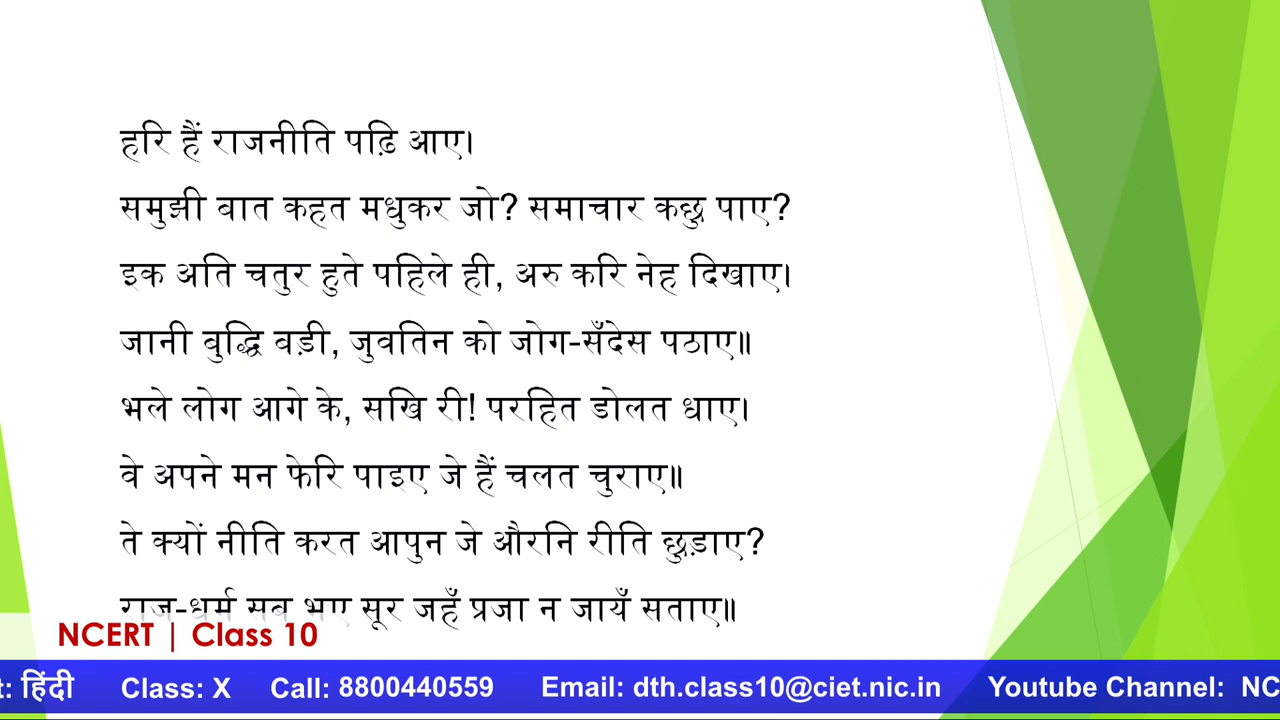 हरि हैं राजनीति पढ़ि आए।
समुझी बात कहत मधुकर जो? समाचार कछु पाए?
इक अति चतुर हुते पहिले ही, अरु करि नेह दिखाए।
जानी बुद्धि बड़ी, जुवतिन को जोग-सँदेस पठाए॥
भले लोग आगे के, सखि री! परहित डोलत धाए।
वे अपने मन फेरि पाइए जे हैं चलत चुराए॥
ते क्यों नीति करत आपुन जे औरनि रीति छुड़ाए?
राज-धर्म सब भए सूर जहँ प्रजा न जायँ सताए॥
NCERT | Class 10
t: हिंदी Class: X Call: 8800440559 Email: dth.class10@ciet.nic.in Youtube Channel: NC